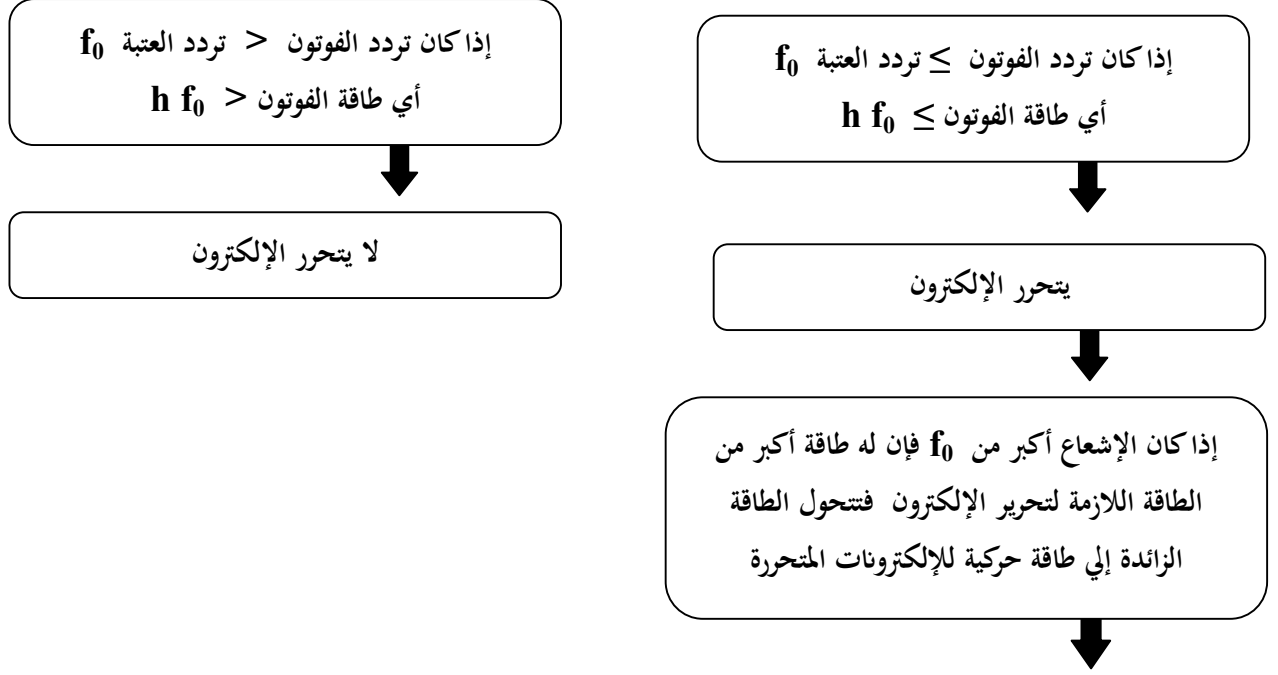 إذا كان تردد الفوتون ≥ تردد العتبة f₀
أي طاقة الفوتون ≥ h f₀
يتحرر الإلكترون
إذا كان الإشعاع أكبر من f₀ فإن له طاقة أكبر من
الطاقة اللازمة لتحرير الإلكترون فتتحول الطاقة
الزائدة إلي طاقة حركية للإلكترونات المتحررة
إذا كان تردد الفوتون < تردد العتبة f₀
أي طاقة الفوتون < h f₀
لا يتحرر الإلكترون